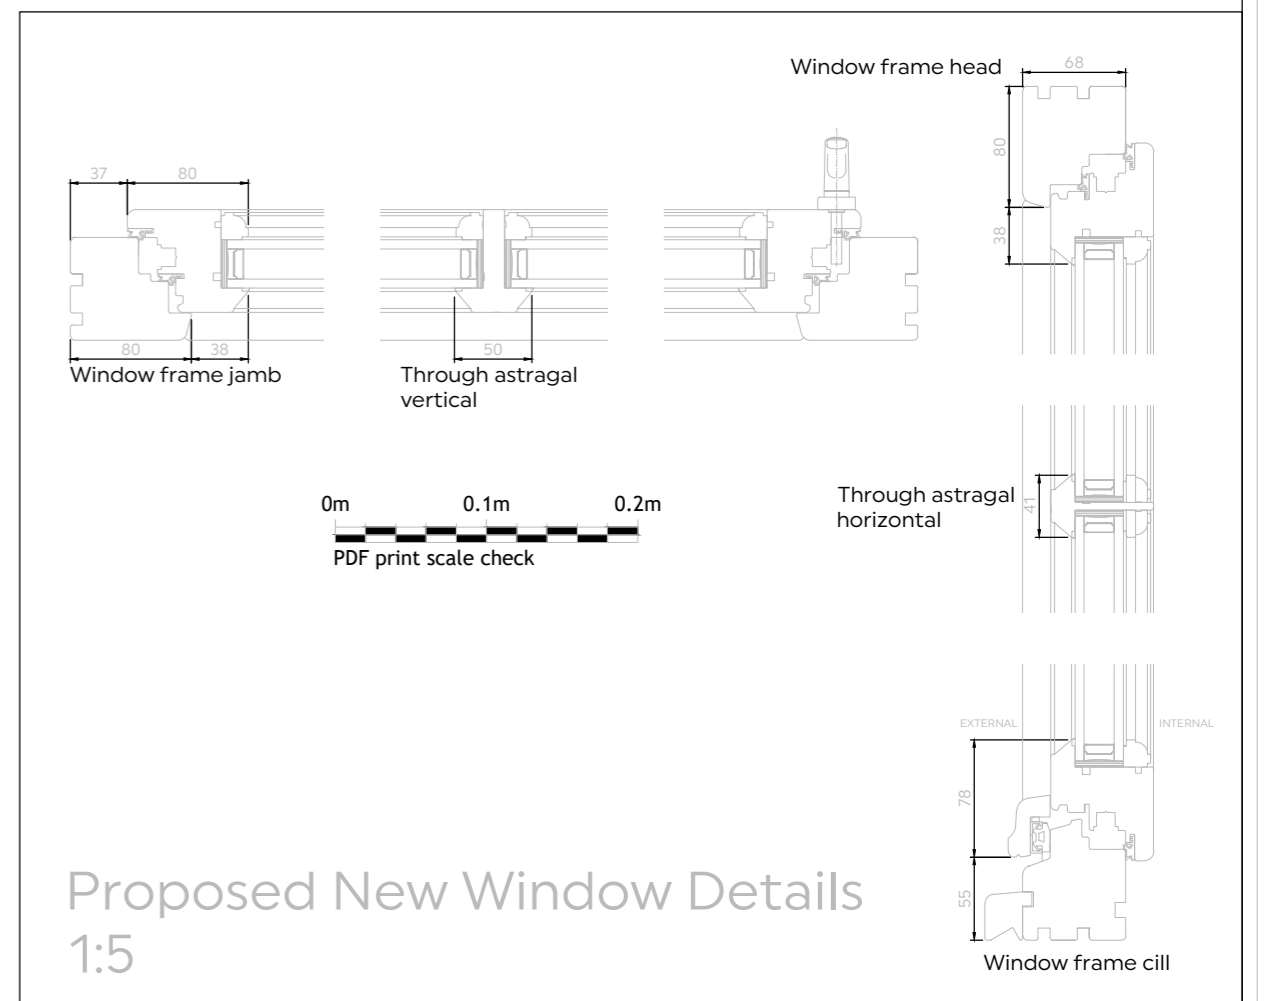 Window frame head
68
80
38
37
80
80
38
50
Window frame jamb
Through astragal
vertical
0m 0.1m 0.2m
PDF print scale check
Through astragal
horizontal
41
EXTERNAL
INTERNAL
78
55
Window frame cill
Proposed New Window Details
1:5